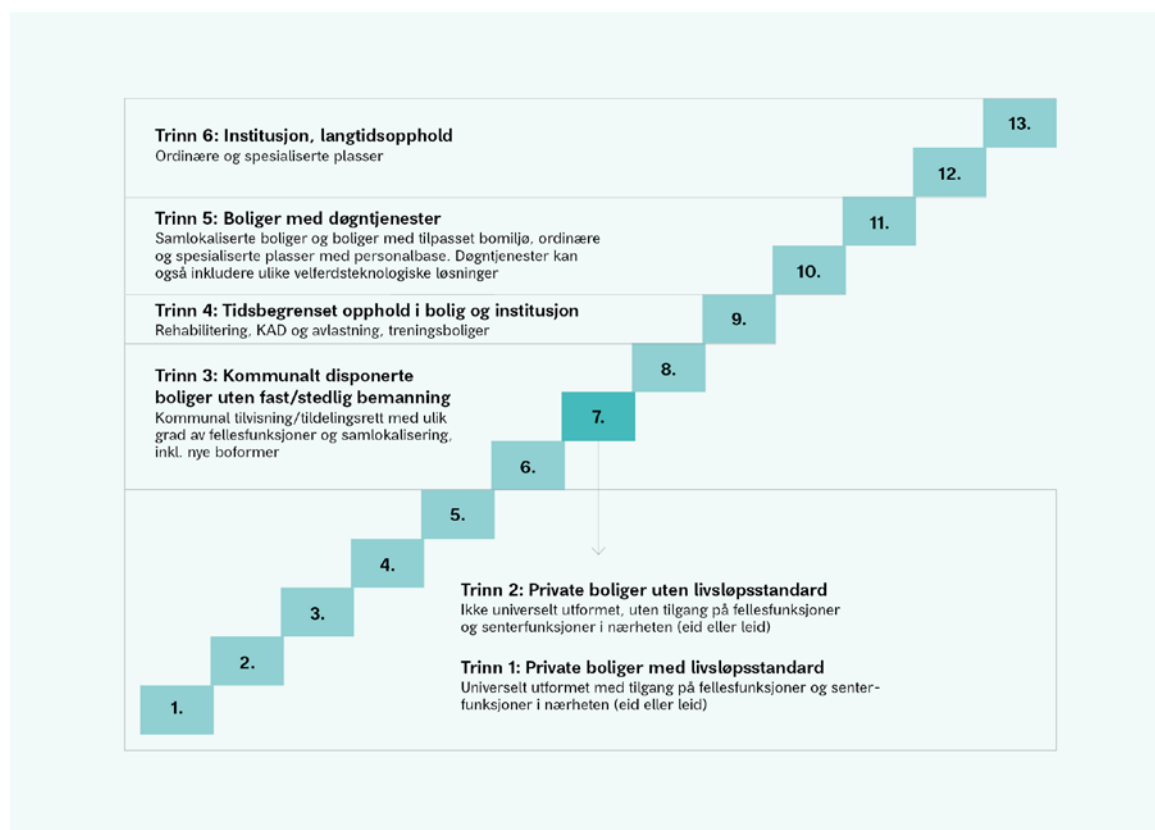 Trinn 6: Institusjon, langtidsopphold
Ordinære og spesialiserte plasser
13.
12.
Trinn 5: Boliger med døgntjenester
Samlokaliserte boliger og boliger med tilpasset bomiljø, ordinære
og spesialiserte plasser med personalbase. Døgntjenester kan
også inkludere ulike velferdsteknologiske løsninger
11.
10.
Trinn 4: Tidsbegrenset opphold i bolig og institusjon
Rehabilitering, KAD og avlastning, treningsboliger
9.
Trinn 3: Kommunalt disponerte
boliger uten fast/stedlig bemanning
Kommunal tilvisning/tildelingsrett med ulik
grad av fellesfunksjoner og samlokalisering,
inkl. nye boformer
8.
7.
6.
5.
4.
3.
2.
1.
Trinn 2: Private boliger uten livsløpsstandard
Ikke universelt utformet, uten tilgang på fellesfunksjoner
og senterfunksjoner i nærheten (eid eller leid)
Trinn 1: Private boliger med livsløpsstandard
Universelt utformet med tilgang på fellesfunksjoner og senter-
funksjoner i nærheten (eid eller leid)